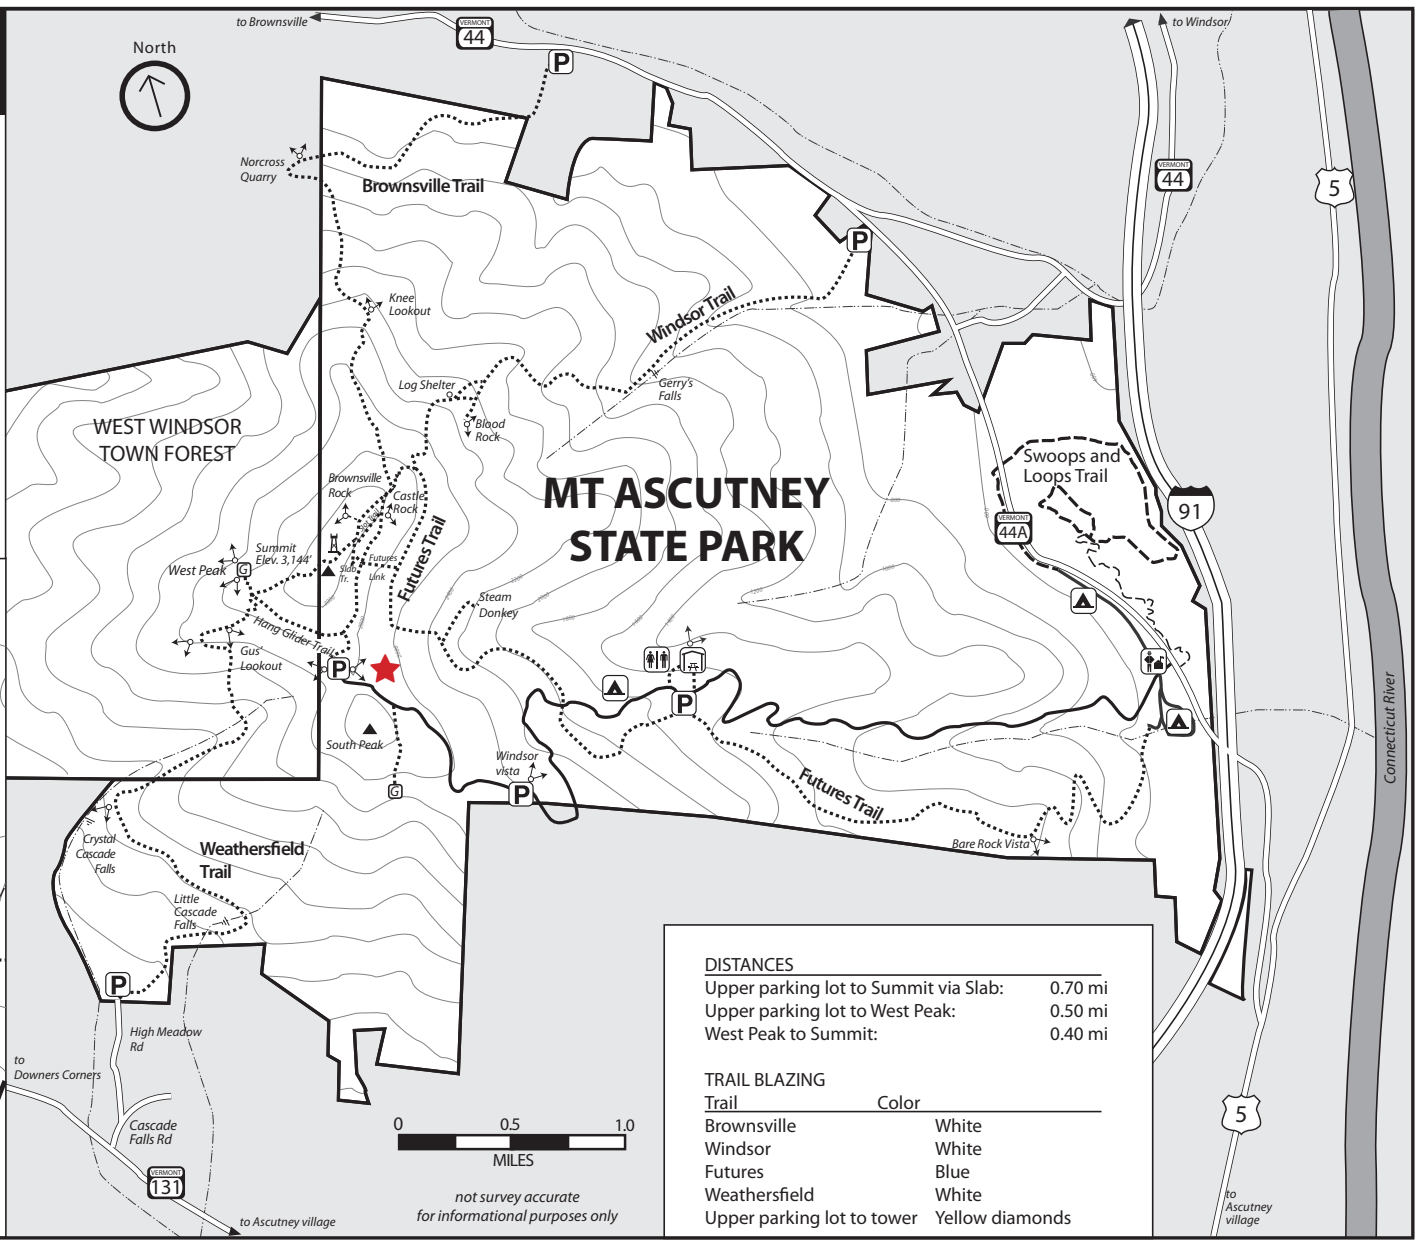 to Brownsville
VERMONT
44
to Windsor
North
P
Norcross
Quarry
Brownsville Trail
VERMONT
44
5
P
Knee
Lookout
Windsor Trail
Log Shelter
Gerry's
Falls
Blood
Rock
WEST WINDSOR
TOWN FOREST
Swoops and
Loops Trail
Brownsville
Rock
Castle
Rock
MT ASCUTNEY
STATE PARK
91
VERMONT
44A
Futures Trail
Summit
Elev. 3,144'
West Peak
G
Slab
Tr.
Futures
Link
Steam
Donkey
Hang Glider Trail
Gus'
Lookout
P
P
South Peak
Windsor
vista
P
G
Futures Trail
Bare Rock Vista
Connecticut River
Crystal
Cascade
Falls
Weathersfield
Trail
Little
Cascade
Falls
P
High Meadow
Rd
to
Downers Corners
Cascade
Falls Rd
VERMONT
131
to Ascutney village
0 0.5 1.0
MILES
not survey accurate
for informational purposes only
DISTANCES
Upper parking lot to Summit via Slab: 0.70 mi
Upper parking lot to West Peak: 0.50 mi
West Peak to Summit: 0.40 mi
TRAIL BLAZING
Trail Color
Brownsville White
Windsor White
Futures Blue
Weathersfield White
Upper parking lot to tower Yellow diamonds
5
to
Ascutney
village